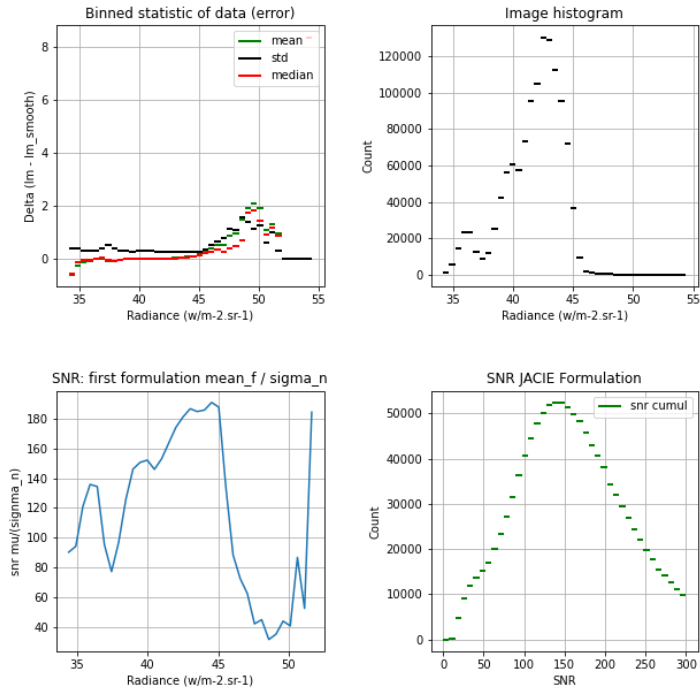 Binned statistic of data (error)
Delta (Im - Im_smooth)
8
6
4
2
0
mean
std
median
35
40
45
50
55
Radiance (w/m-2.sr-1)
Image histogram
Count
120000
100000
80000
60000
40000
20000
0
35
40
45
50
55
Radiance (w/m-2.sr-1)
SNR: first formulation mean_f / sigma_n
snr mu/(signma_n)
180
160
140
120
100
80
60
40
35
40
45
50
Radiance (w/m-2.sr-1)
SNR JACIE Formulation
Count
50000
40000
30000
20000
10000
0
snr cumul
0
50
100
150
200
250
300
SNR